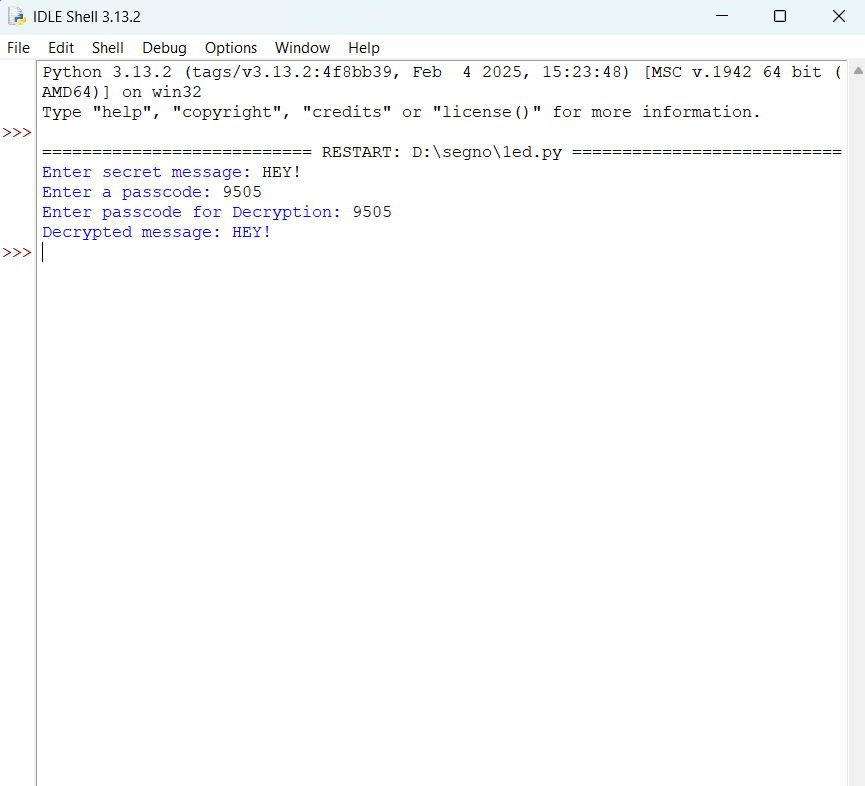 IDLE Shell 3.13.2
File Edit Shell Debug Options Window Help
Python 3.13.2 (tags/v3.13.2:4f8bb39, Feb  4 2025, 15:23:48) [MSC v.1942 64 bit (
AMD64)] on win32
Type "help", "copyright", "credits" or "license()" for more information.
>>>
=========================== RESTART: D:\segno\1ed.py ===========================
Enter secret message: HEY!
Enter a passcode: 9505
Enter passcode for Decryption: 9505
Decrypted message: HEY!
>>>